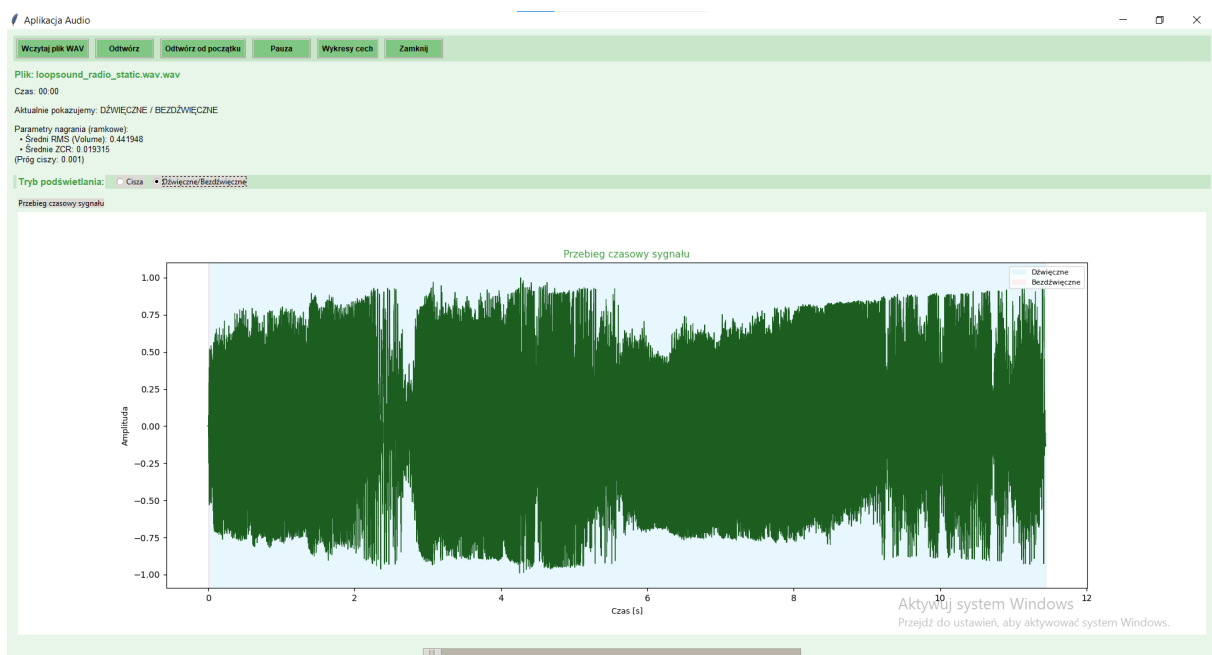 Aplikacja Audio
Wczytaj plik WAV Odtwórz Odtwórz od początku Pauza Wykresy cech Zamknij
Plik: loopsound_radio_static.wav.wav
Czas: 00:00
Aktualnie pokazujemy: DŹWIĘCZNE / BEZDŹWIĘCZNE
Parametry nagrania (ramkowe):
• Średni RMS (Volume): 0.441948
• Średnie ZCR: 0.019315
(Próg ciszy: 0.001)
Tryb podświetlania: Cisza Dźwięczne/Bezdźwięczne
Przebieg czasowy sygnału
Przebieg czasowy sygnału
Dźwięczne
Bezdźwięczne
1.00
0.75
0.50
0.25
0.00
−0.25
−0.50
−0.75
−1.00
Amplituda
0 2 4 6 8 10 12
Czas [s]
Aktywuj system Windows
Przejdź do ustawień, aby aktywować system Windows.